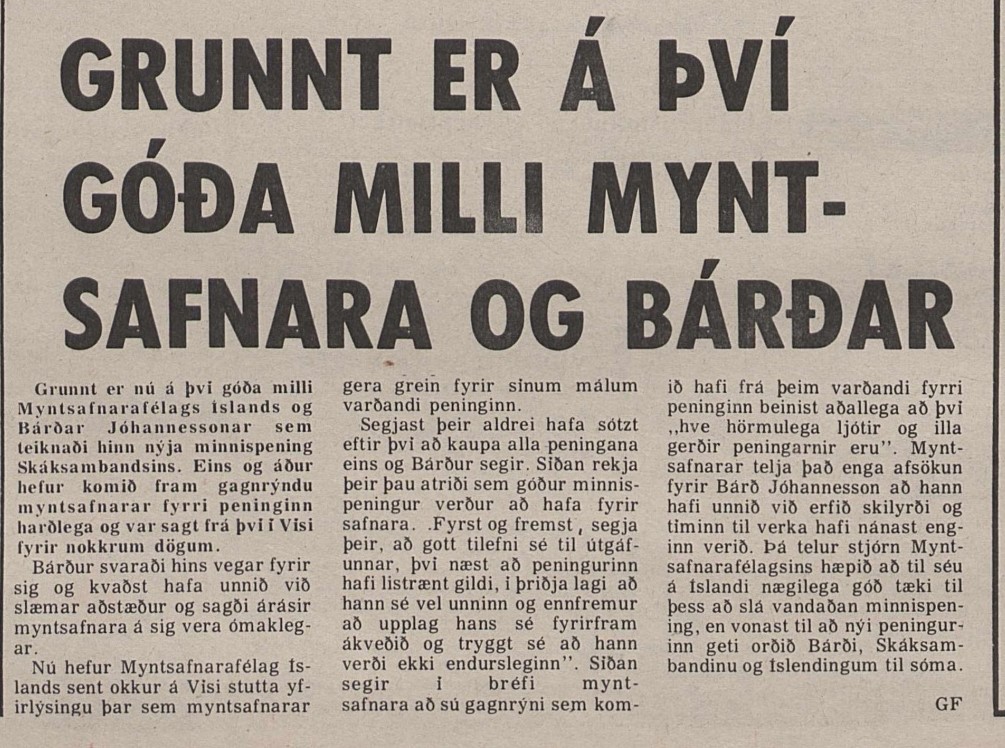 GRUNNT ER Á ÞVÍ
GÓÐA MILLI MYNT-
SAFNARA OG BÁRÐAR
Grunnt er nú á því góða milli
Myntsafnarafélags Íslands og
Bárðar Jóhannessonar sem
teiknaði hinn nýja minnispening
Skáksambandsins. Eins og áður
hefur komið fram gagnrýndu
myntsafnarar fyrri peninginn
harðlega og var sagt frá því í Vísi
fyrir nokkrum dögum.
Bárður svaraði hins vegar fyrir
sig og kvaðst hafa unnið við
slæmar aðstæður og sagði árásir
myntsafnara á sig vera ómakleg-
ar.
Nú hefur Myntsafnarafélag Ís-
lands sent okkur á Vísi stutta yf-
irlýsingu þar sem myntsafnarar
gera grein fyrir sínum málum
varðandi peninginn.
Segjast þeir aldrei hafa sótzt
eftir því að kaupa alla peningana
eins og Bárður segir. Síðan rekja
þeir þau atriði sem góður minnis-
peningur verður að hafa fyrir
safnara. .Fyrst og fremst, segja
þeir, að gott tilefni sé til útgáf-
unnar, því næst að peningurinn
hafi listrænt gildi, í þriðja lagi að
hann sé vel unninn og ennfremur
að upplag hans sé fyrirfram
ákveðið og tryggt sé að hann
verði ekki endursleginn". Síðan
segir í bréfi mynt-
safnara að sú gagnrýni sem kom-
ið hafi frá þeim varðandi fyrri
peninginn beinist aðallega að því
,,hve hörmulega ljótir og illa
gerðir peningarnir eru". Mynt-
safnarar telja það enga afsökun
fyrir Bárð Jóhannesson að hann
hafi unnið við erfið skilyrði og
tíminn til verka hafi nánast eng-
inn verið. Þá telur stjórn Mynt-
safnarafélagsins hæpið að til séu
á Íslandi nægilega góð tæki til
þess að slá vandaðan minnispen-
ing, en vonast til að nýi peningur-
inn geti orðið Bárði, Skáksam-
bandinu og Íslendingum til sóma.
GF